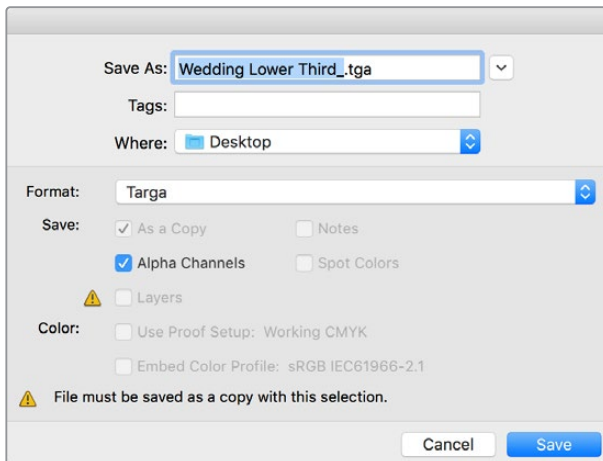 Save As: Wedding Lower Third_.tga
Tags:
Where: Desktop
Format: Targa
Save: As a Copy Notes
Alpha Channels Spot Colors
Layers
Color: Use Proof Setup: Working CMYK
Embed Color Profile: sRGB IEC61966-2.1
File must be saved as a copy with this selection.
Cancel Save